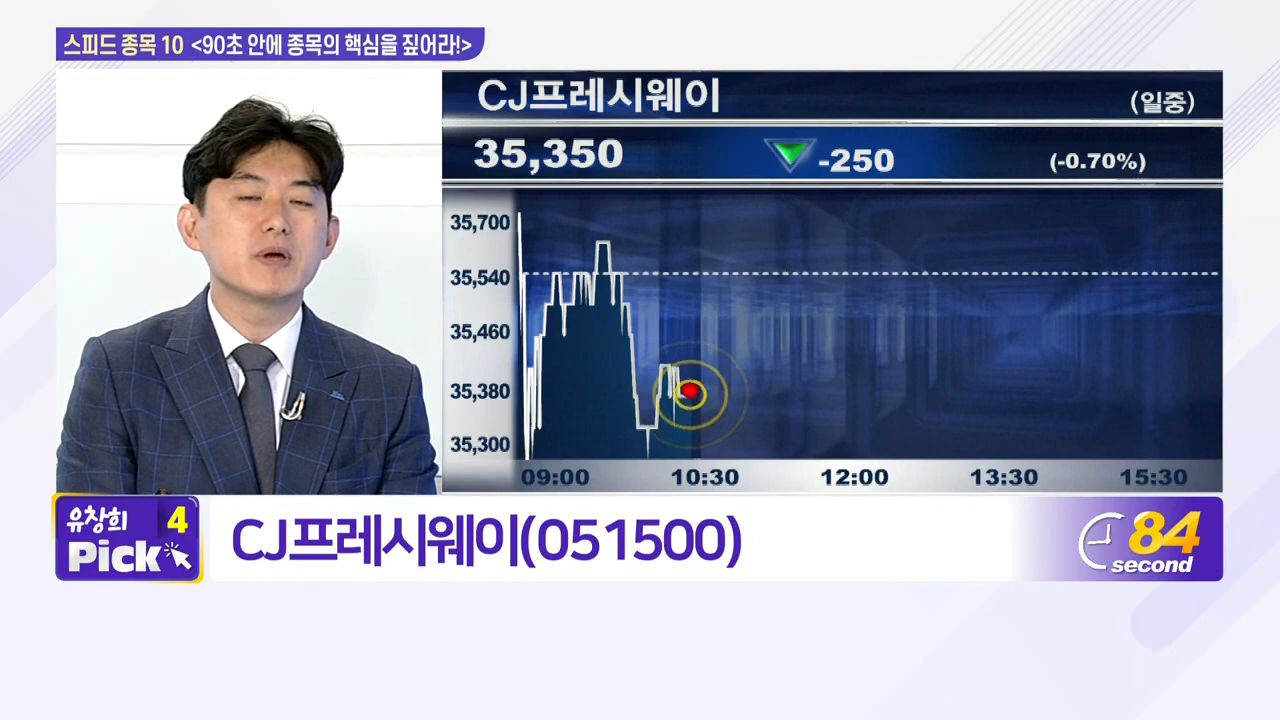 스피드 종목 10 <90초 안에 종목의 핵심을 짚어라!>
CJ프레시웨이
(일중)
35,350
-250
(-0.70%)
35,700
35,540
35,460
35,380
35,300
09:00 10:30 12:00 13:30 15:30
유창희 4
Pick
CJ프레시웨이(051500)
84
second